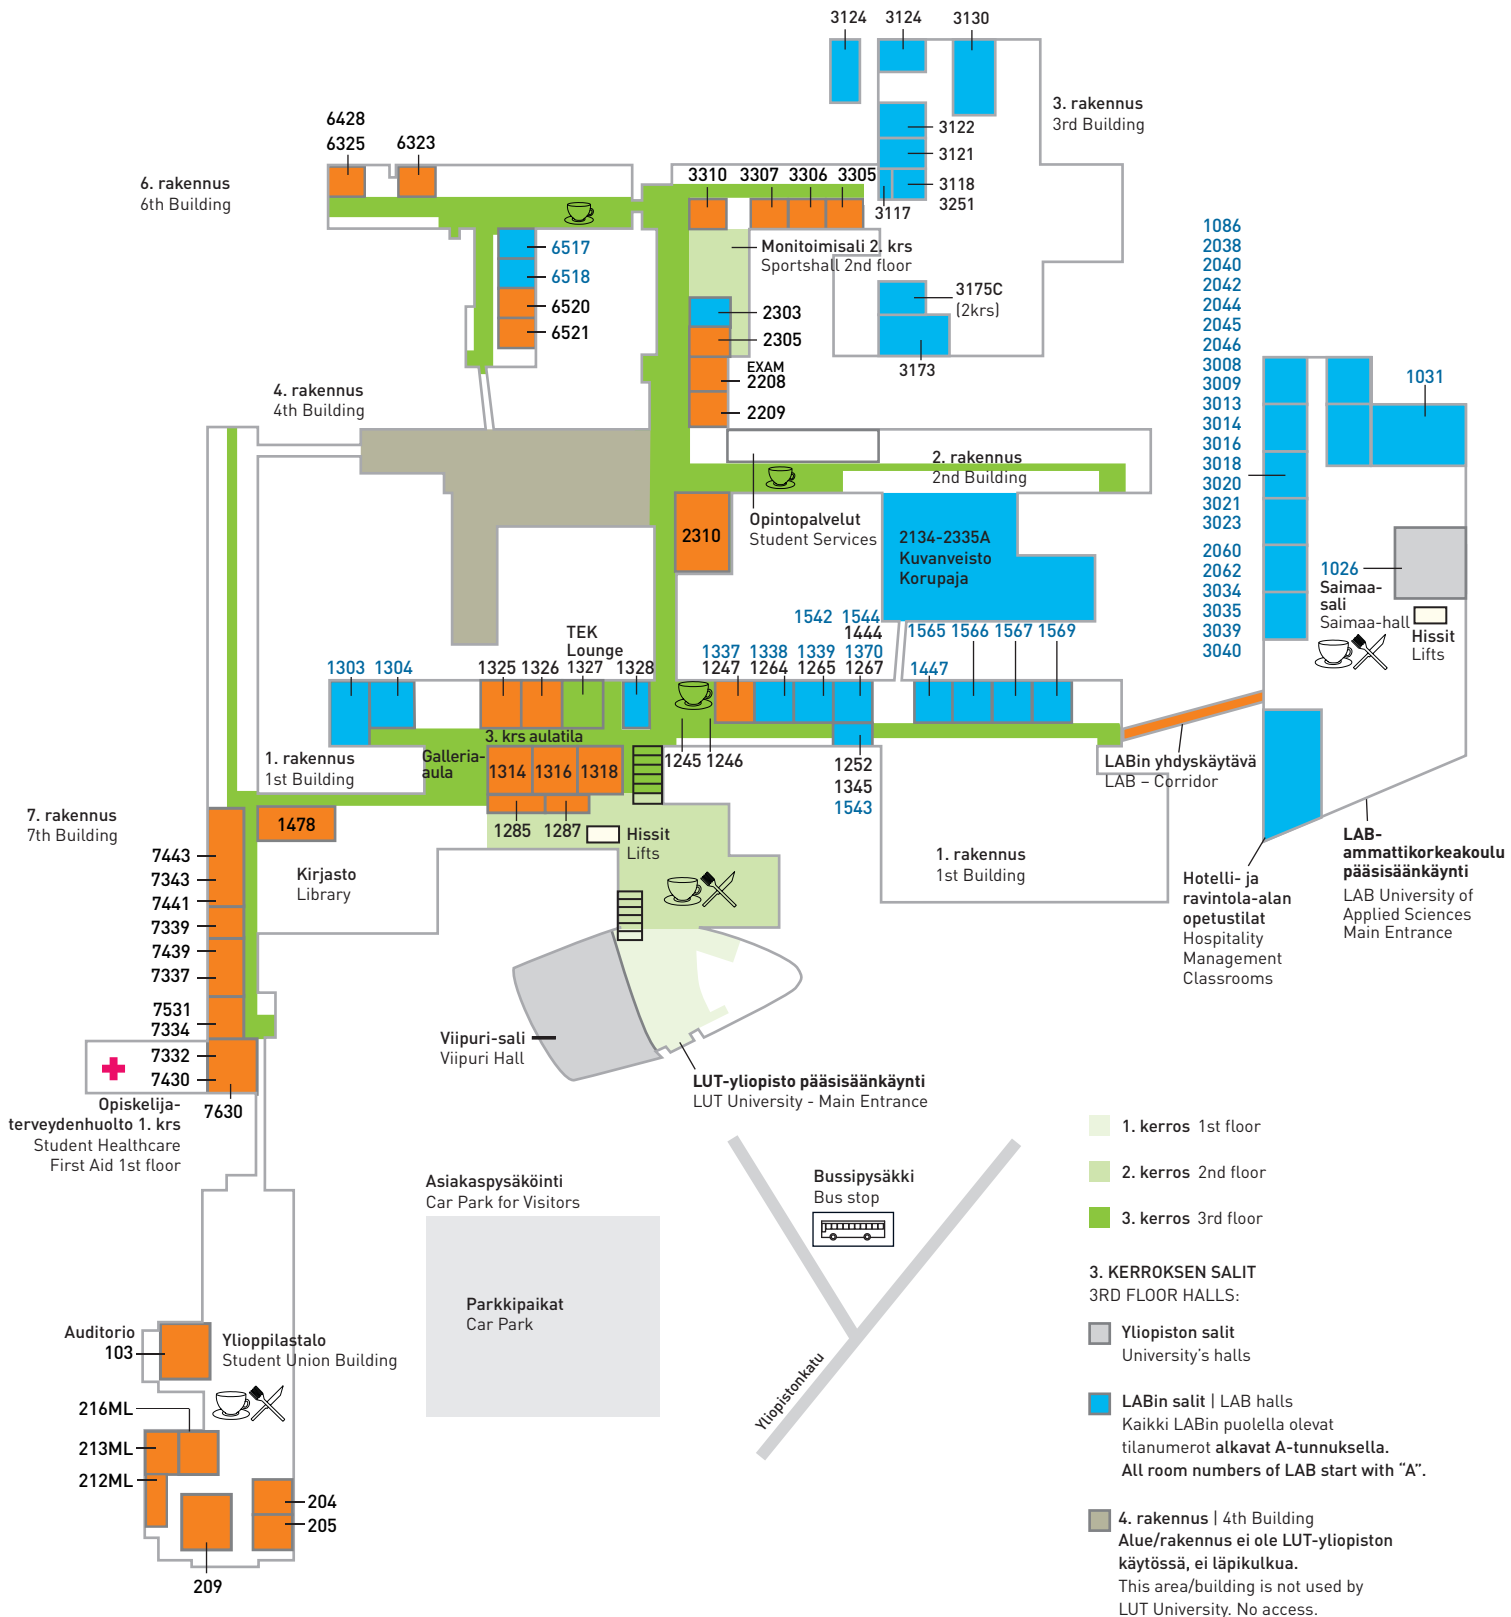 3124
3124
3130
3. rakennus
3rd Building
3122
3121
3118
3251
3117
6428
6325
6323
6. rakennus
6th Building
3310
3307
3306
3305
Monitoimisali 2. krs
Sportshall 2nd floor
6517
6518
6520
6521
2303
2305
EXAM
2208
2209
3175C
(2krs)
3173
4. rakennus
4th Building
2. rakennus
2nd Building
Opintopalvelut
Student Services
2310
2134-2335A
Kuvanveisto
Korupaja
1086
2038
2040
2042
2044
2045
2046
3008
3009
3013
3014
3016
3018
3020
3021
3023
2060
2062
3034
3035
3039
3040
1031
1026
Saimaa-
sali
Saimaa-hall
Hissit
Lifts
TEK
Lounge
1303
1304
1325
1326
1327
1328
1542
1544
1444
1337
1338
1339
1370
1247
1264
1265
1267
1565
1566
1567
1569
1447
3. krs aulatila
Galleria-
aula
1314
1316
1318
1285
1287
1245
1246
1252
1345
1543
1. rakennus
1st Building
LABin yhdyskäytävä
LAB – Corridor
7. rakennus
7th Building
1478
Hissit
Lifts
Kirjasto
Library
1. rakennus
1st Building
7443
7343
7441
7339
7439
7337
7531
7334
7332
7430
7630
Opiskelija-
terveydenhuolto 1. krs
Student Healthcare
First Aid 1st floor
Hotelli- ja
ravintola-alan
opetustilat
Hospitality
Management
Classrooms
LAB-
ammattikorkeakoulu
pääsisäänkäynti
LAB University of
Applied Sciences
Main Entrance
Viipuri-sali
Viipuri Hall
LUT-yliopisto pääsisäänkäynti
LUT University - Main Entrance
Asiakaspysäköinti
Car Park for Visitors
Parkkipaikat
Car Park
Bussipysäkki
Bus stop
Yliopistonkatu
Auditorio
103
Ylioppilastalo
Student Union Building
216ML
213ML
212ML
204
205
209
1. kerros 1st floor
2. kerros 2nd floor
3. kerros 3rd floor
3. KERROKSEN SALIT
3RD FLOOR HALLS:
Yliopiston salit
University's halls
LABin salit | LAB halls
Kaikki LABin puolella olevat
tilanumerot alkavat A-tunnuksella.
All room numbers of LAB start with “A”.
4. rakennus | 4th Building
Alue/rakennus ei ole LUT-yliopiston
käytössä, ei läpikulkua.
This area/building is not used by
LUT University. No access.